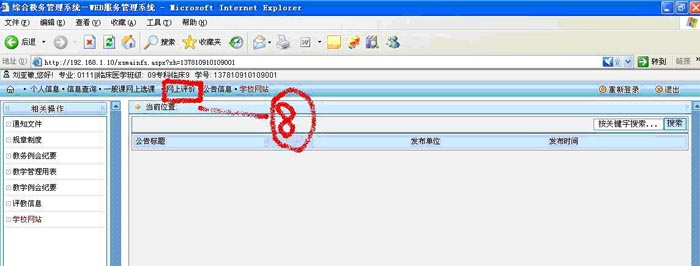 综合教务管理系统--WEB服务管理系统 - Microsoft Internet Explorer
文件(F) 编辑(E) 查看(V) 收藏(A) 工具(T) 帮助(H)
后退 搜索 收藏夹
地址(D) http://192.168.1.10/xsmainfs.aspx?xh=137810910109001 转到 链接
您好! 专业: 0111临床医学班级: 09专科临床9 学号: 137810910109001
·个人信息 ·信息查询 ·一般课网上选课 ·网上评价 ·公告信息 ·学校网站 重新登录 退出
相关操作 当前位置:
8
通知文件
规章制度
教务例会纪要
教学管理用表
教学例会纪要
评教信息
学校网站
按关键字搜索... 搜索
公告标题 发布单位 发布时间